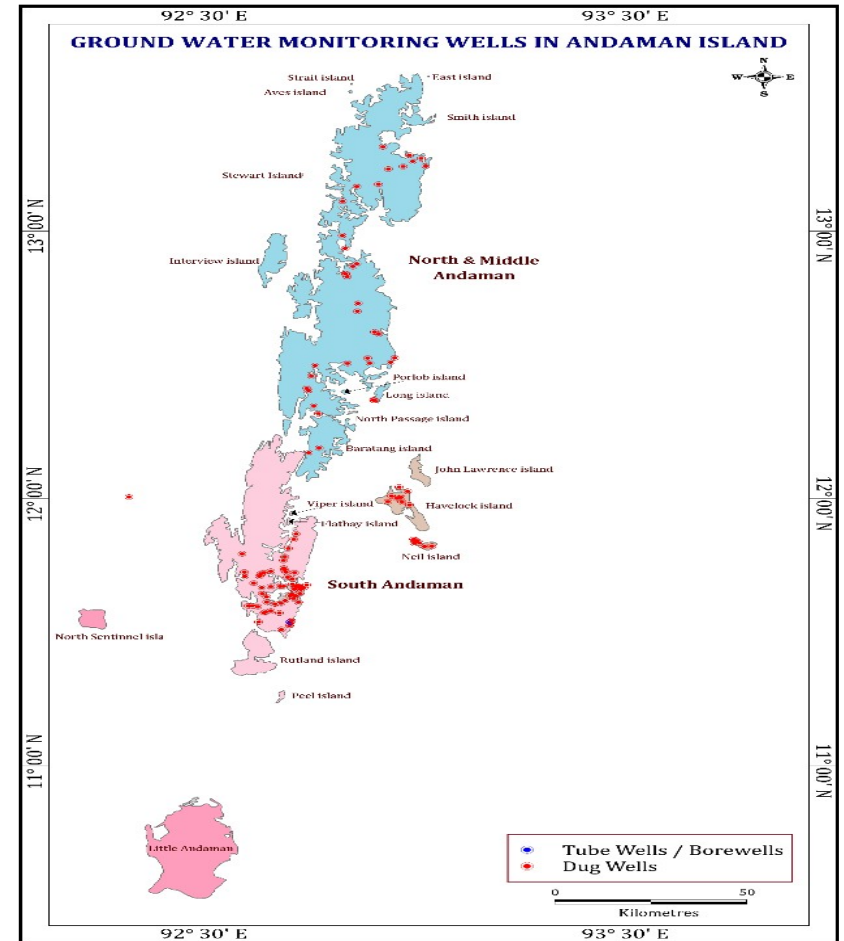 92° 30' E
93° 30' E
GROUND WATER MONITORING WELLS IN ANDAMAN ISLAND
N
W E
S
Strait island
East island
Aves island
Smith island
Stewart Island
13°00' N
13°00' N
Interview island
North & Middle
Andaman
Porlob island
Long island
North Passage island
Baratang island
John Lawrence island
12°00' N
12°00' N
Viper island
Havelock island
Flathay island
Neil island
South Andaman
North Sentinnel isla
Rutland island
Peel island
11°00' N
11°00' N
Little Andaman
Tube Wells / Borewells
Dug Wells
0 50
Kilometres
92° 30' E
93° 30' E